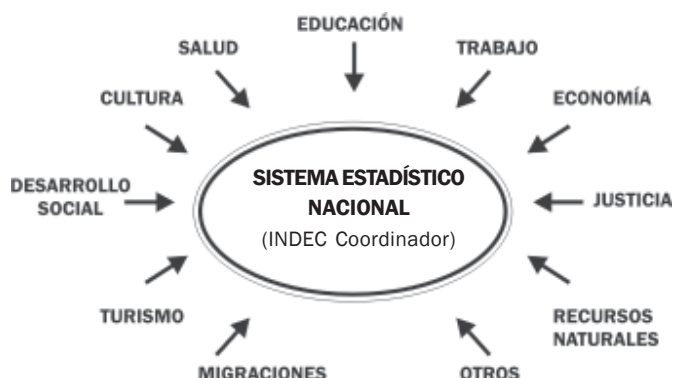 EDUCACIÓN
SALUD
TRABAJO
CULTURA
ECONOMÍA
DESARROLLO
SOCIAL
SISTEMA ESTADÍSTICO
NACIONAL
(INDEC Coordinador)
JUSTICIA
TURISMO
RECURSOS
NATURALES
MIGRACIONES
OTROS